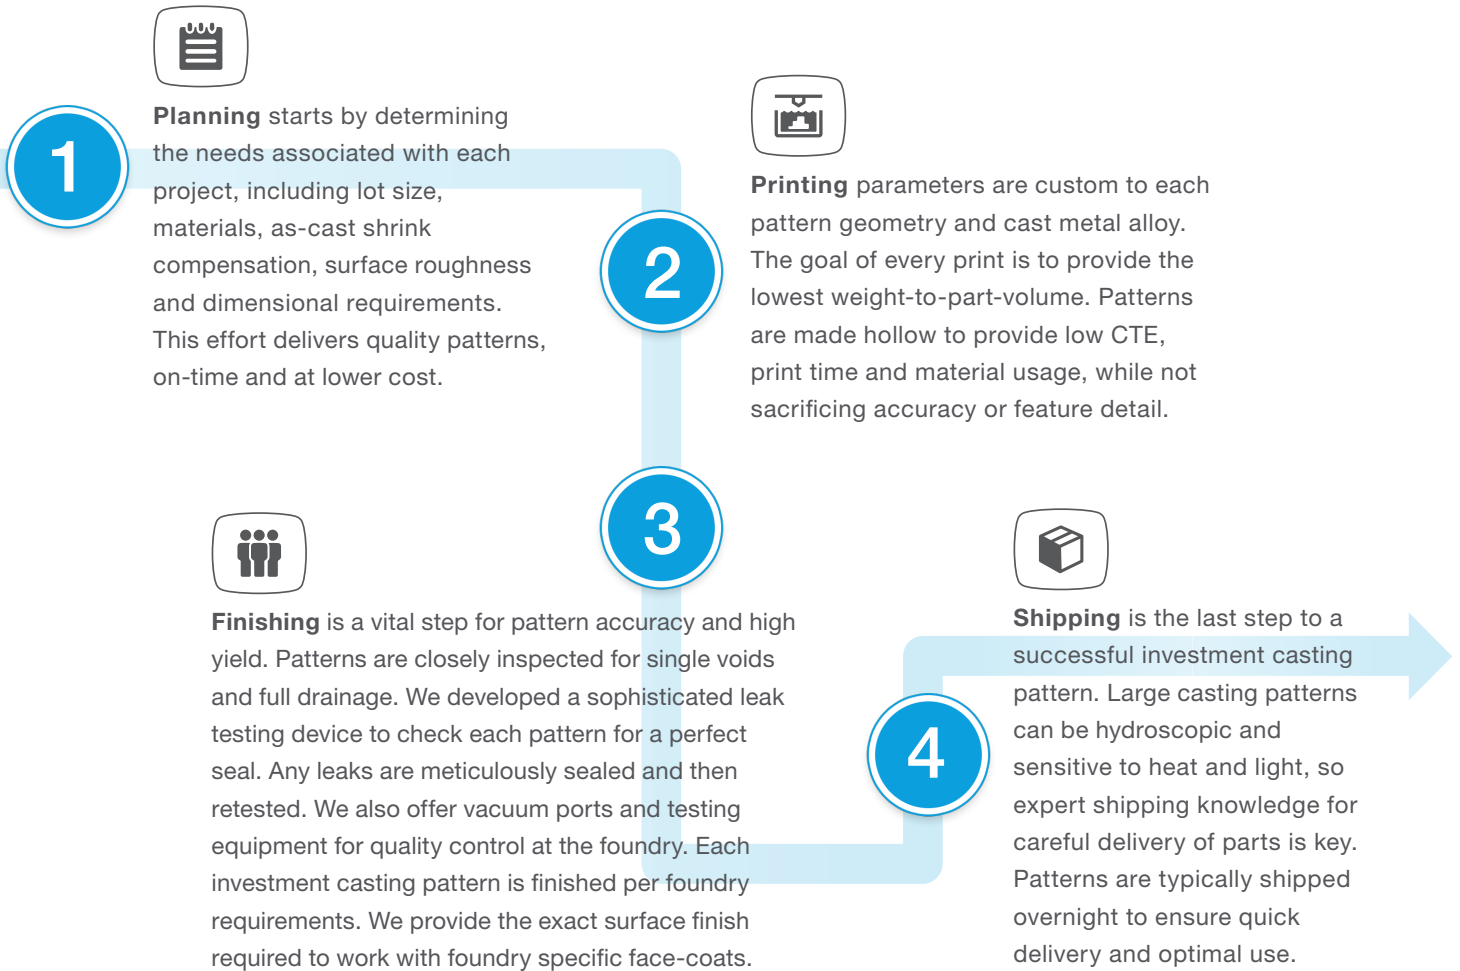 1
Planning starts by determining
the needs associated with each
project, including lot size,
materials, as-cast shrink
compensation, surface roughness
and dimensional requirements.
This effort delivers quality patterns,
on-time and at lower cost.
2
Printing parameters are custom to each
pattern geometry and cast metal alloy.
The goal of every print is to provide the
lowest weight-to-part-volume. Patterns
are made hollow to provide low CTE,
print time and material usage, while not
sacrificing accuracy or feature detail.
3
Finishing is a vital step for pattern accuracy and high
yield. Patterns are closely inspected for single voids
and full drainage. We developed a sophisticated leak
testing device to check each pattern for a perfect
seal. Any leaks are meticulously sealed and then
retested. We also offer vacuum ports and testing
equipment for quality control at the foundry. Each
investment casting pattern is finished per foundry
requirements. We provide the exact surface finish
required to work with foundry specific face-coats.
4
Shipping is the last step to a
successful investment casting
pattern. Large casting patterns
can be hydroscopic and
sensitive to heat and light, so
expert shipping knowledge for
careful delivery of parts is key.
Patterns are typically shipped
overnight to ensure quick
delivery and optimal use.